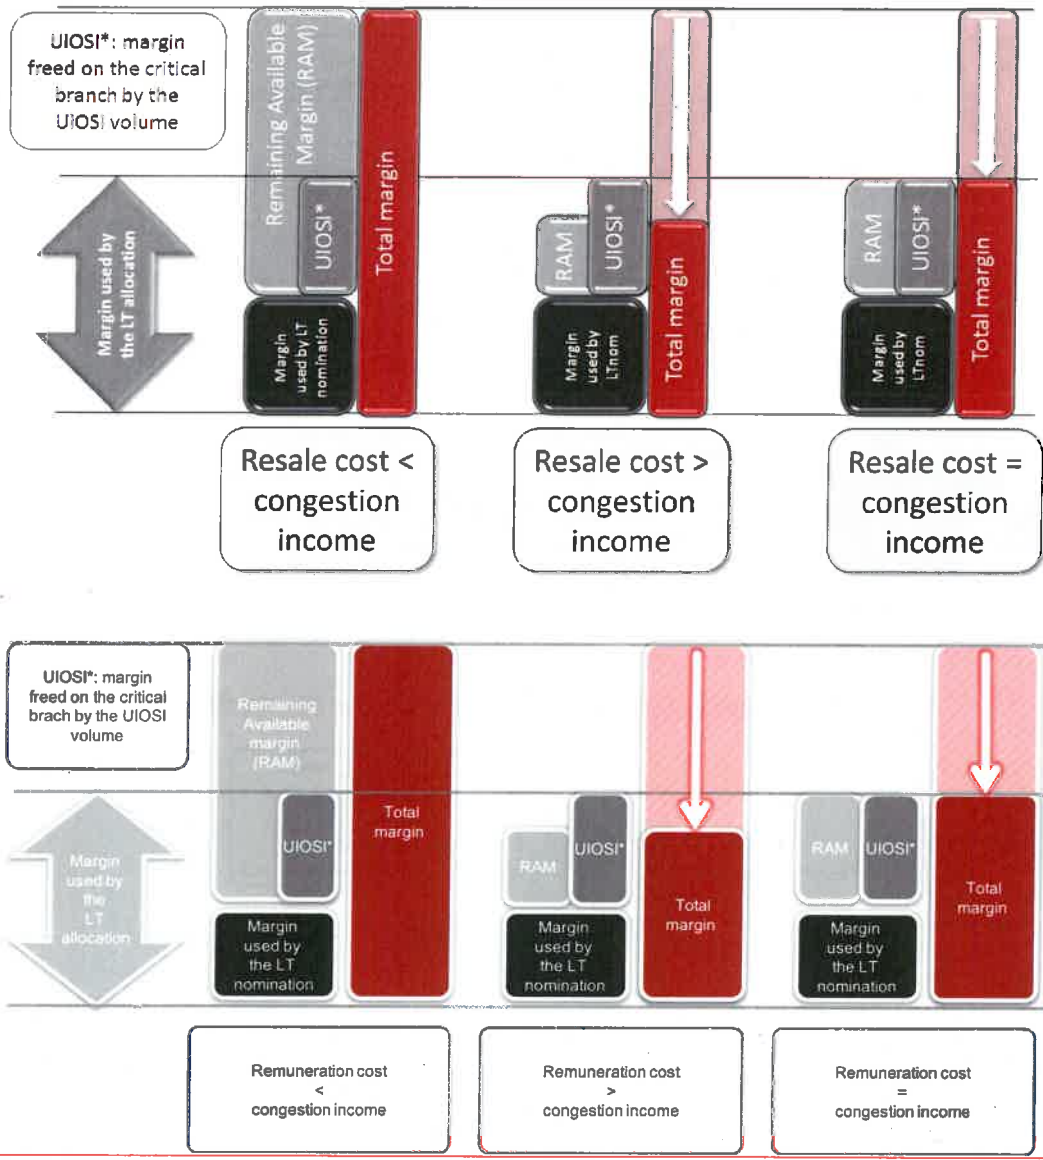 UIOSI*: margin
freed on the critical
branch by the
UIOSI volume
Margin used by
the LT allocation
Remaining Available
Margin (RAM)
UIOSI*
Margin
used by LT
nomination
Total margin
RAM
UIOSI*
Margin
used by
LTnom
Total margin
RAM
UIOSI*
Margin
used by
LTnom
Total margin
Resale cost <
congestion
income
Resale cost >
congestion
income
Resale cost =
congestion
income
UIOSI*: margin
freed on the critical
brach by the UIOSI
volume
Margin
used by
the
LT
allocation
Remaining
Available
margin
(RAM)
UIOSI*
Margin
used by
the LT
nomination
Total
margin
RAM
UIOSI*
Margin
used by
the LT
nomination
Total
margin
RAM
UIOSI*
Margin
used by
the LT
nomination
Total
margin
Remuneration cost
<
congestion income
Remuneration cost
>
congestion income
Remuneration cost
=
congestion income